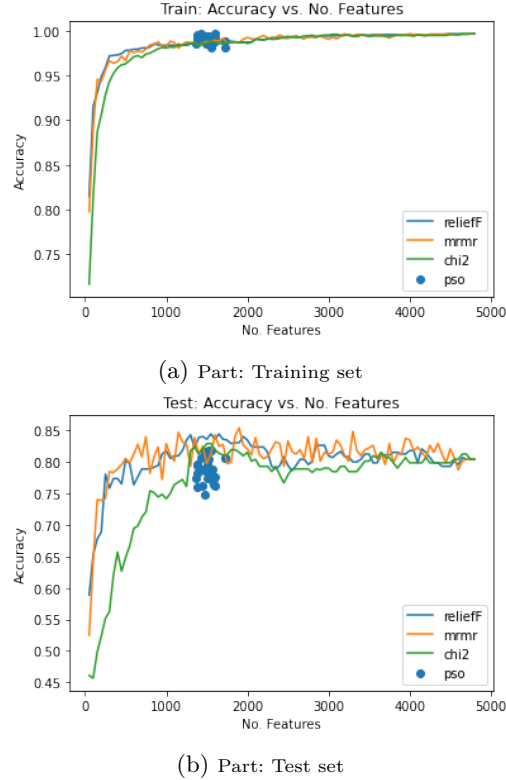 Train: Accuracy vs. No. Features
1.00
0.95
0.90
0.85
0.80
0.75
Accuracy
reliefF
mrmr
chi2
pso
0 1000 2000 3000 4000 5000
No. Features
(a) Part: Training set
Test: Accuracy vs. No. Features
0.85
0.80
0.75
0.70
0.65
0.60
0.55
0.50
0.45
Accuracy
reliefF
mrmr
chi2
pso
0 1000 2000 3000 4000 5000
No. Features
(b) Part: Test set